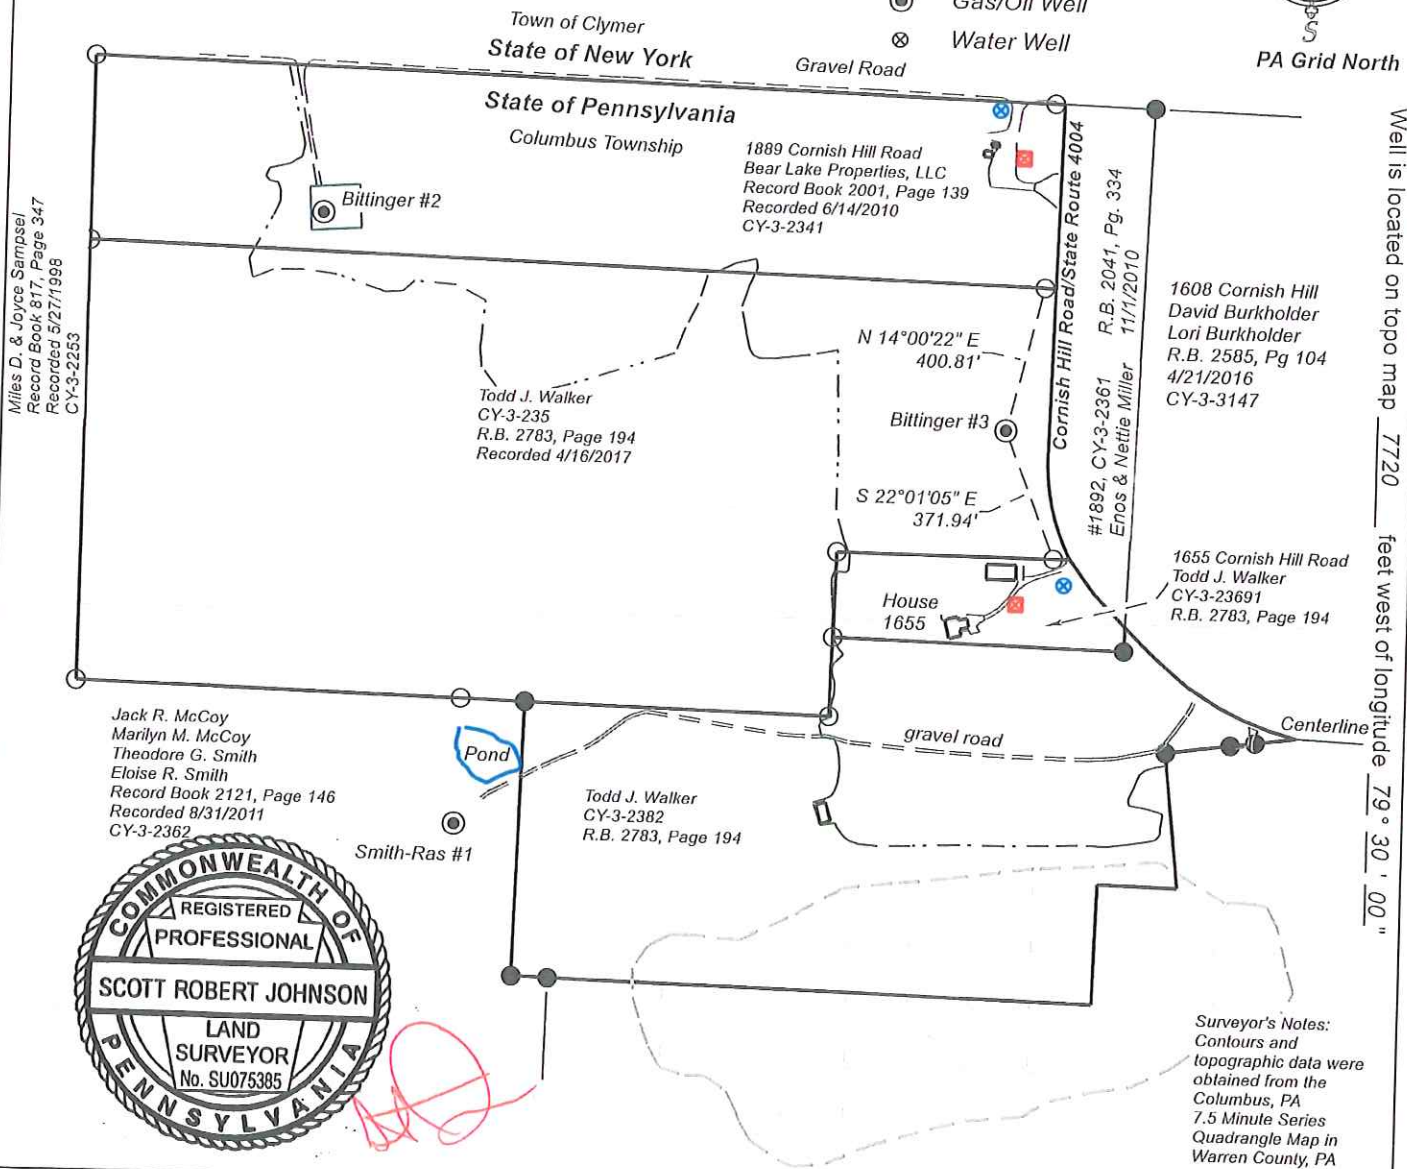 Gas/Oil Well
Water Well
S
PA Grid North
Town of Clymer
State of New York
Gravel Road
State of Pennsylvania
Columbus Township
1889 Cornish Hill Road
Bear Lake Properties, LLC
Record Book 2001, Page 139
Recorded 6/14/2010
CY-3-2341
Bittinger #2
Miles D. & Joyce Sampsel
Record Book 817, Page 347
Recorded 5/27/1998
CY-3-2253
Cornish Hill Road/State Route 4004
#1892, CY-3-2361 R.B. 2041, Pg. 334
Enos & Nettie Miller 11/1/2010
1608 Cornish Hill
David Burkholder
Lori Burkholder
R.B. 2585, Pg 104
4/21/2016
CY-3-3147
Well is located on topo map 7720 feet west of longitude 79° 30 ' 00 "
N 14°00'22" E
400.81'
Bittinger #3
Todd J. Walker
CY-3-235
R.B. 2783, Page 194
Recorded 4/16/2017
S 22°01'05" E
371.94'
1655 Cornish Hill Road
Todd J. Walker
CY-3-23691
R.B. 2783, Page 194
House
1655
Jack R. McCoy
Marilyn M. McCoy
Theodore G. Smith
Eloise R. Smith
Record Book 2121, Page 146
Recorded 8/31/2011
CY-3-2362
Pond
gravel road
Centerline
Smith-Ras #1
Todd J. Walker
CY-3-2382
R.B. 2783, Page 194
COMMONWEALTH OF
REGISTERED
PROFESSIONAL
SCOTT ROBERT JOHNSON
LAND
SURVEYOR
No. SU075385
PENNSYLVANIA
Surveyor's Notes:
Contours and
topographic data were
obtained from the
Columbus, PA
7.5 Minute Series
Quadrangle Map in
Warren County, PA